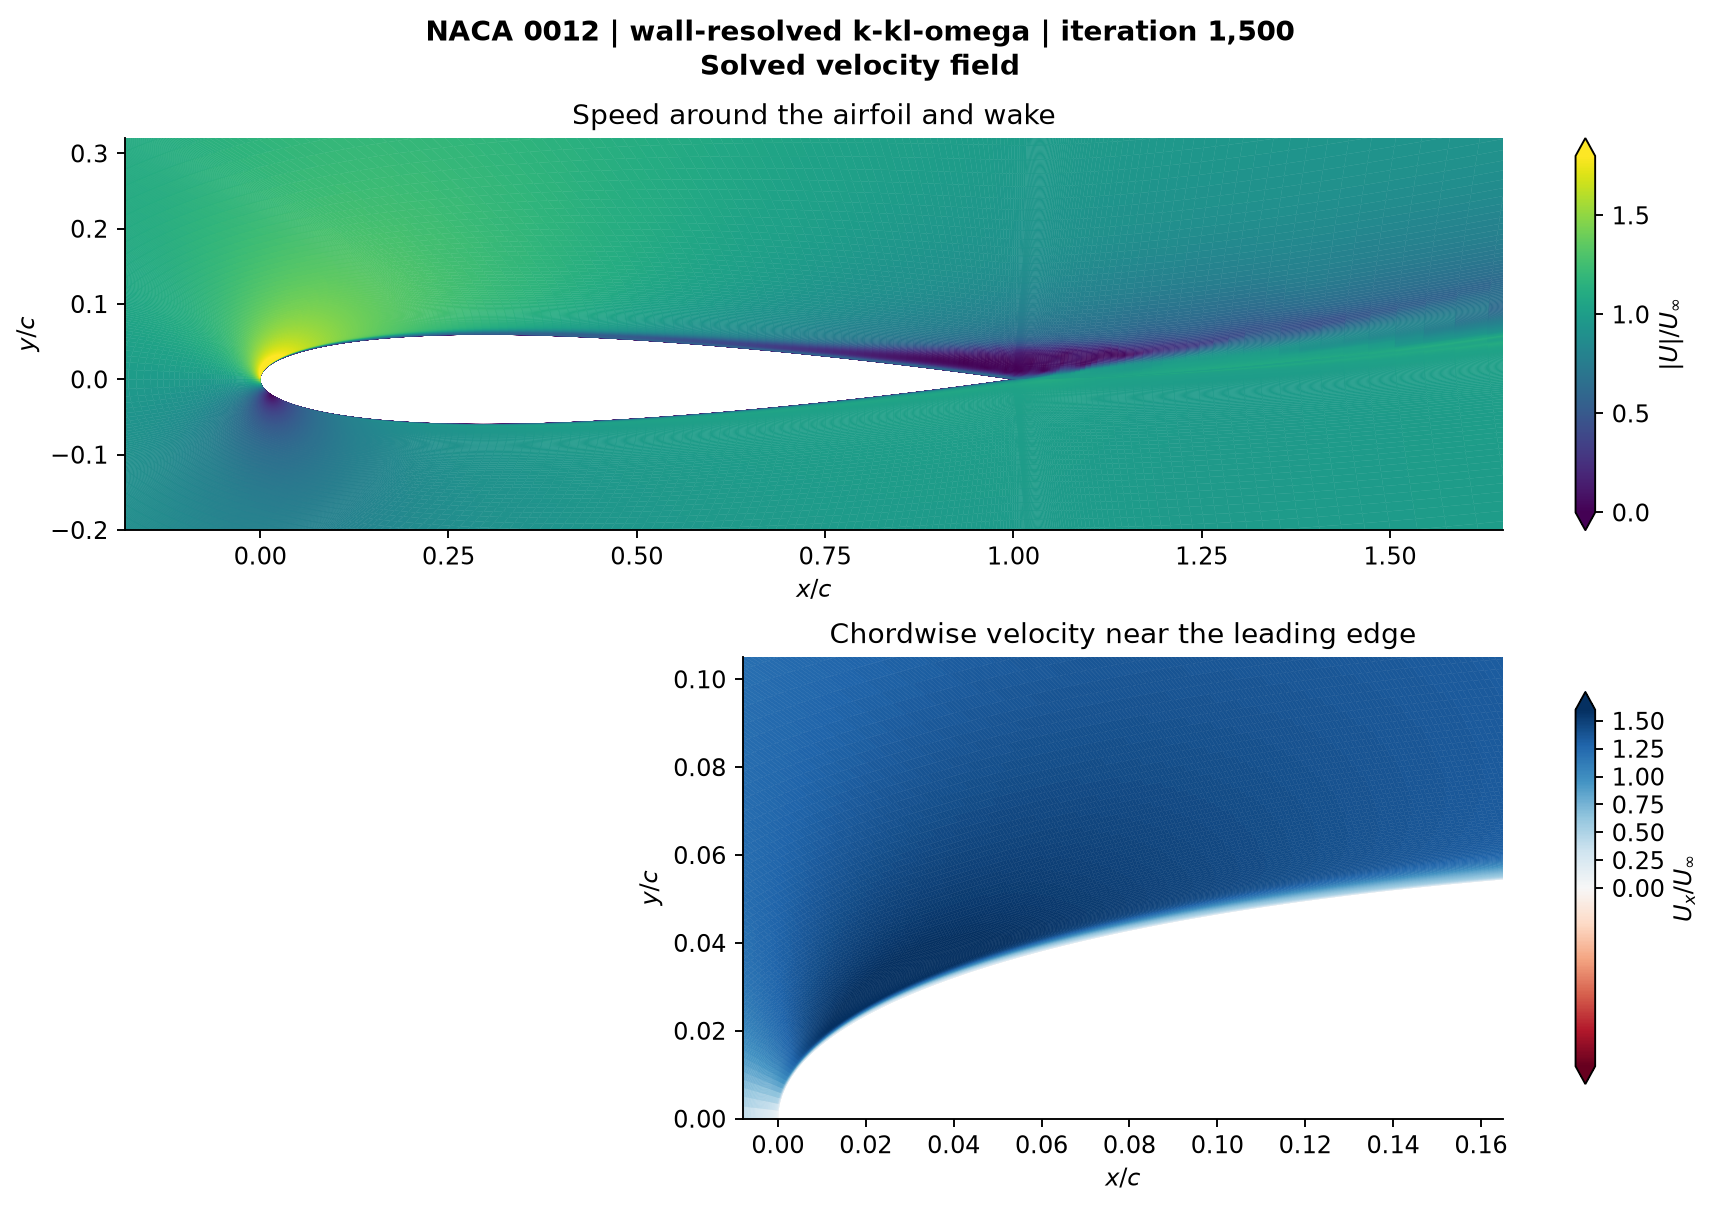 NACA 0012 | wall-resolved k-kl-omega | iteration 1,500
Solved velocity field
Speed around the airfoil and wake
0.3
0.2
0.1
0.0
−0.1
−0.2
y/c
0.00 0.25 0.50 0.75 1.00 1.25 1.50
x/c
1.5
1.0
0.5
0.0
|U|/U∞
Chordwise velocity near the leading edge
0.10
0.08
0.06
0.04
0.02
0.00
y/c
0.00 0.02 0.04 0.06 0.08 0.10 0.12 0.14 0.16
x/c
1.50
1.25
1.00
0.75
0.50
0.25
0.00
Ux/U∞